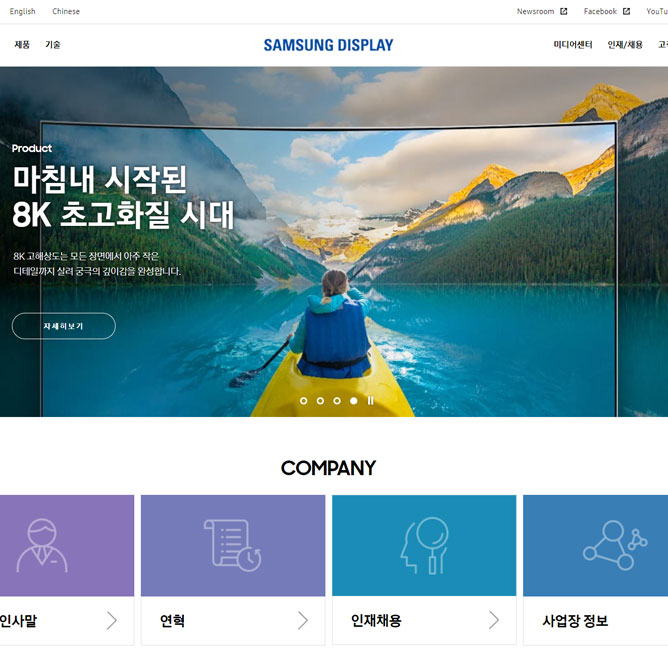 English Chinese Newsroom Facebook
제품 기술 SAMSUNG DISPLAY 미디어센터 인재/채용
Product
마침내 시작된
8K 초고화질 시대
8K 고해상도는 모든 장면에서 아주 작은
디테일까지 살려 궁극의 깊이감을 완성합니다.
자세히보기
COMPANY
인사말 연혁 인재채용 사업장 정보